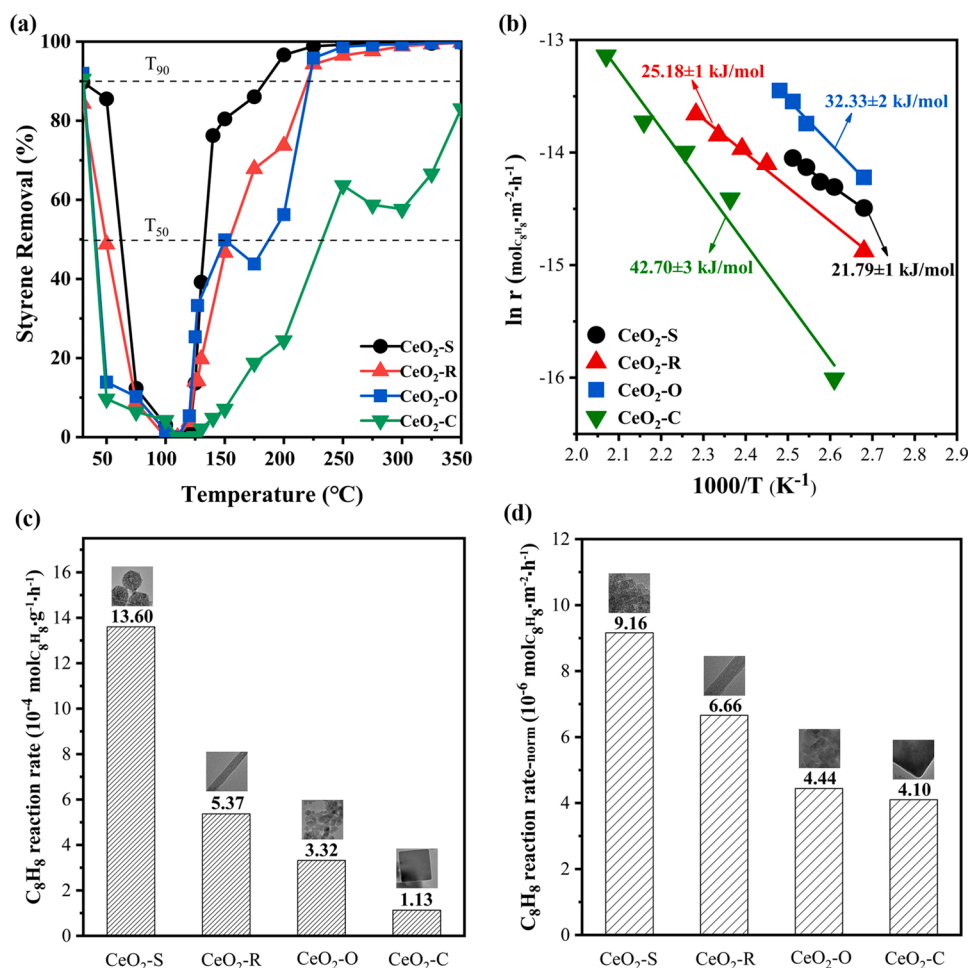 (a)
Styrene Removal (%)
100
80
60
40
20
0
T90
T50
CeO2-S
CeO2-R
CeO2-O
CeO2-C
50 100 150 200 250 300 350
Temperature (℃)
(b)
ln r (molC8H8·m-2·h-1)
-13
-14
-15
-16
25.18±1 kJ/mol
32.33±2 kJ/mol
42.70±3 kJ/mol
21.79±1 kJ/mol
CeO2-S
CeO2-R
CeO2-O
CeO2-C
2.0 2.1 2.2 2.3 2.4 2.5 2.6 2.7 2.8 2.9
1000/T (K-1)
(c)
C8H8 reaction rate (10-4 molC8H8·g-1·h-1)
16
14
12
10
8
6
4
2
0
13.60
5.37
3.32
1.13
CeO2-S CeO2-R CeO2-O CeO2-C
(d)
C8H8 reaction rate-norm (10-6 molC8H8·m-2·h-1)
12
10
8
6
4
2
0
9.16
6.66
4.44
4.10
CeO2-S CeO2-R CeO2-O CeO2-C